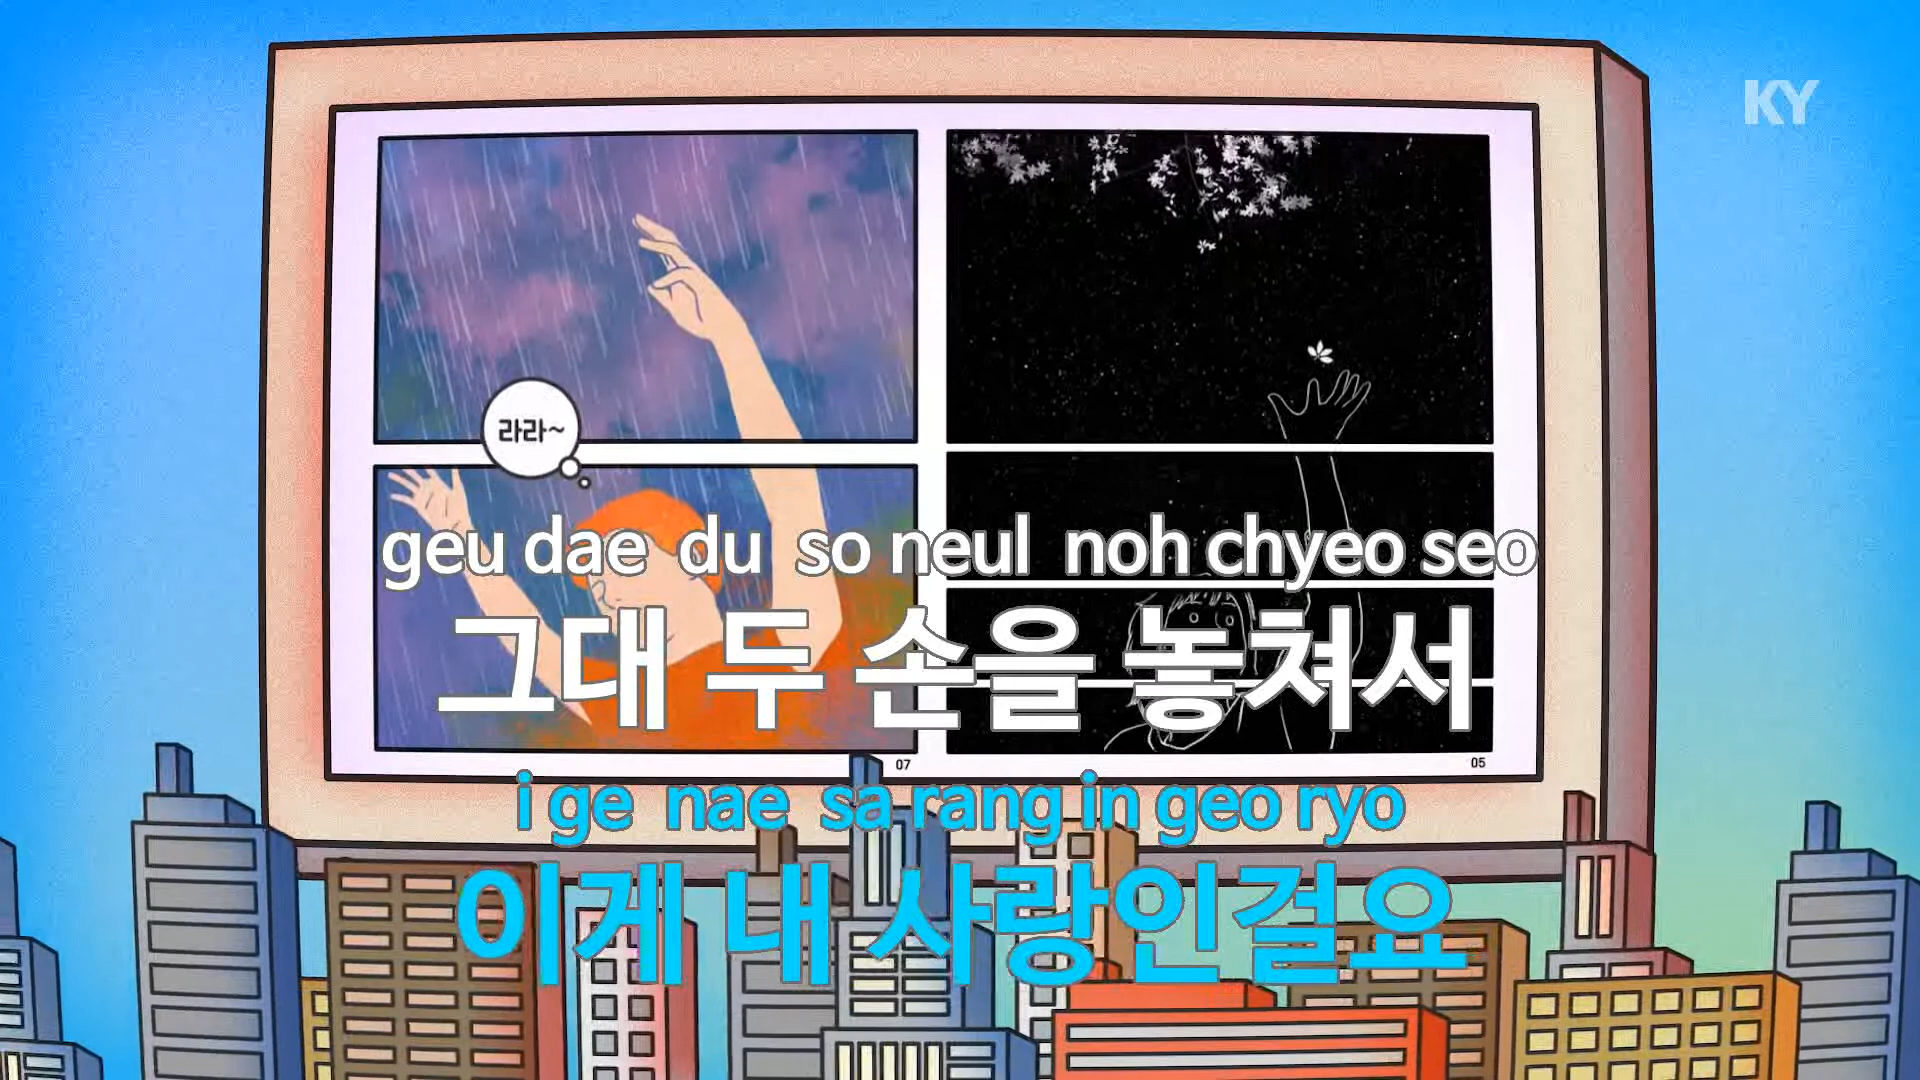 KY
라라~
geu dae du so neul noh chyeo seo
그대 두 손을 놓쳐서
07
05
i ge nae sa rang in geo ryo
이게 내 사랑인걸요